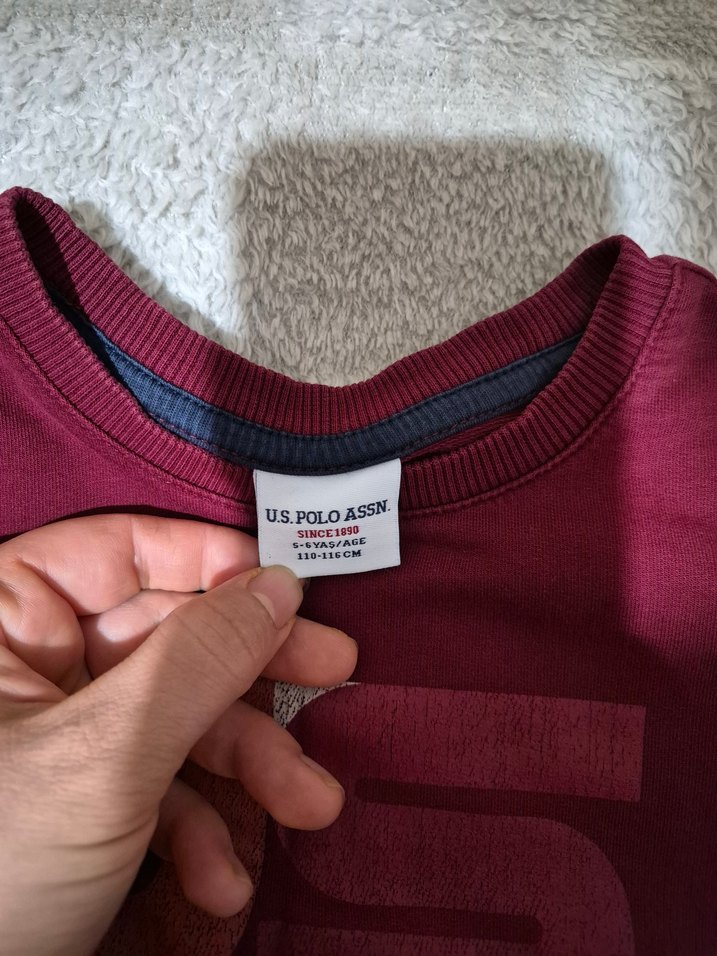 U.S. POLO ASSN.
SINCE 1890
5-6 YAŞ/AGE
110-116 CM